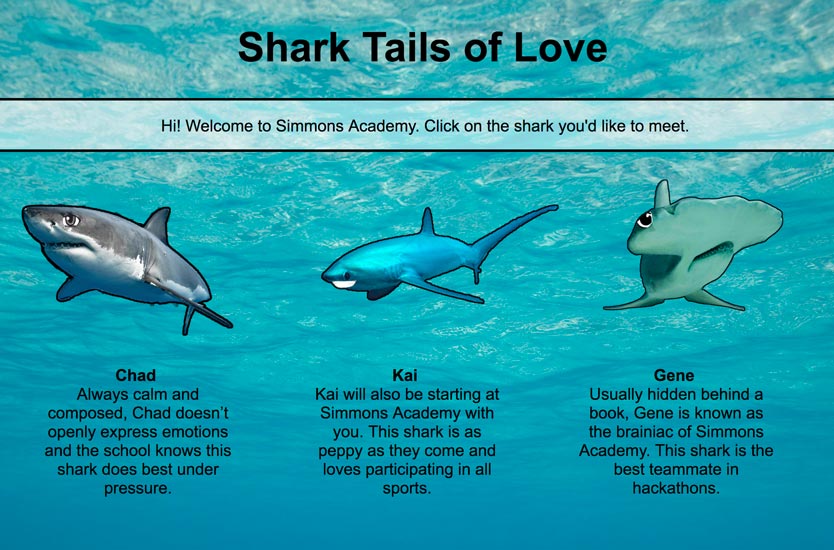 Shark Tails of Love
Hi! Welcome to Simmons Academy. Click on the shark you'd like to meet.
Chad
Always calm and
composed, Chad doesn’t
openly express emotions
and the school knows this
shark does best under
pressure.
Kai
Kai will also be starting at
Simmons Academy with
you. This shark is as
peppy as they come and
loves participating in all
sports.
Gene
Usually hidden behind a
book, Gene is known as
the brainiac of Simmons
Academy. This shark is the
best teammate in
hackathons.